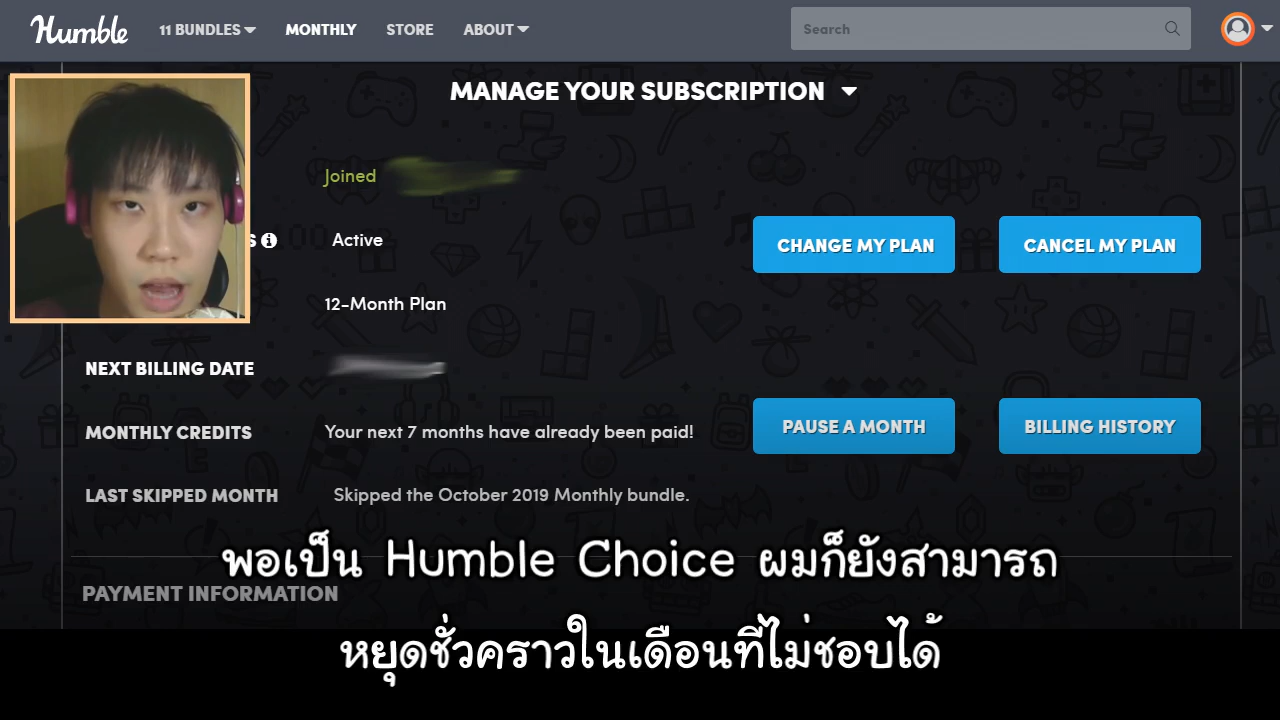 Humble
11 BUNDLES
MONTHLY
STORE
ABOUT
Search
MANAGE YOUR SUBSCRIPTION
Joined
S
Active
CHANGE MY PLAN
CANCEL MY PLAN
12-Month Plan
NEXT BILLING DATE
MONTHLY CREDITS
Your next 7 months have already been paid!
PAUSE A MONTH
BILLING HISTORY
LAST SKIPPED MONTH
Skipped the October 2019 Monthly bundle.
พอเป็น Humble Choice ผมก็ยังสามารถ
PAYMENT INFORMATION
หยุดชั่วคราวในเดือนที่ไม่ชอบได้